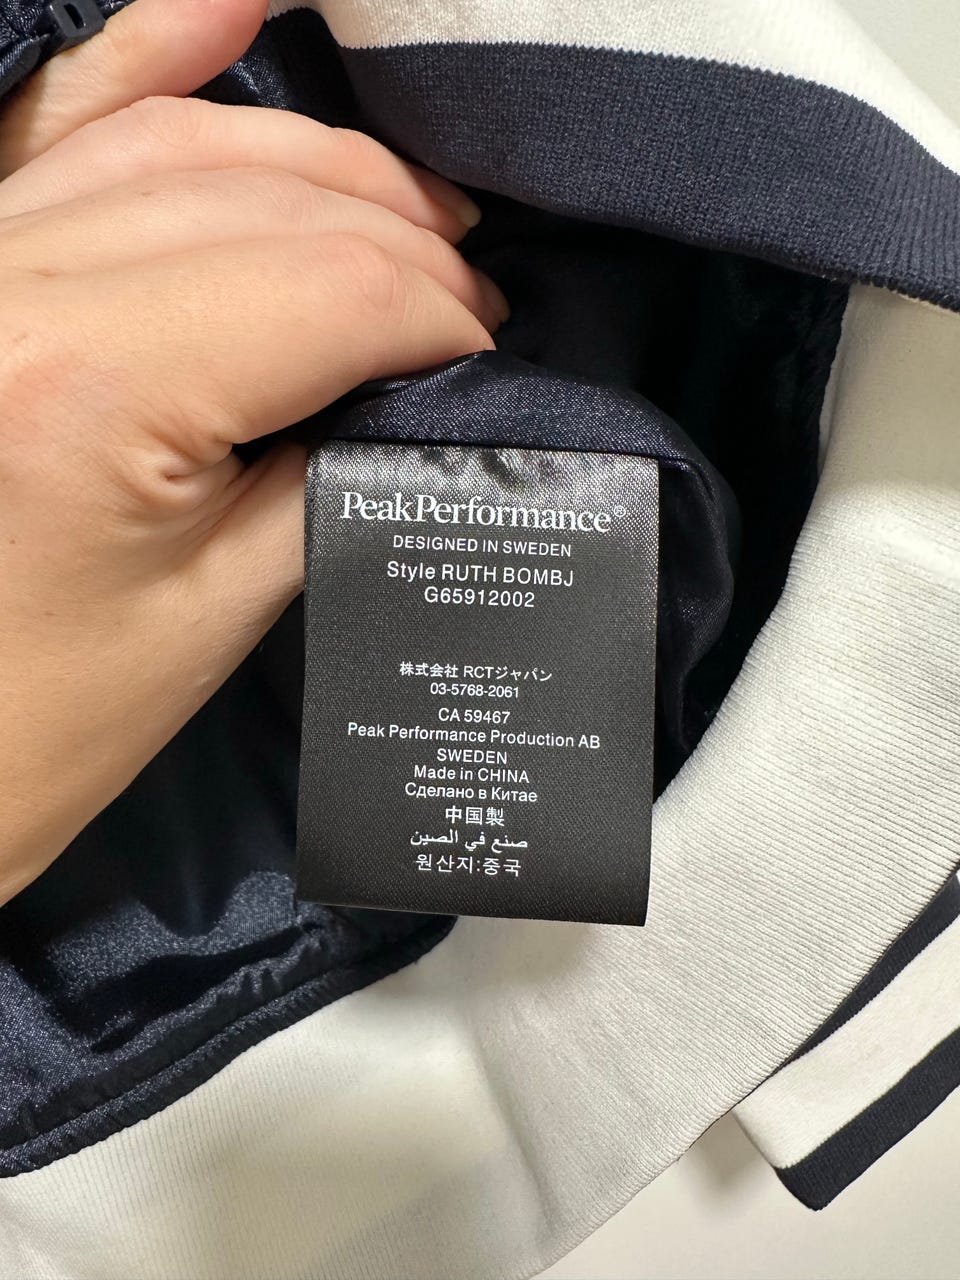 PeakPerformance®
DESIGNED IN SWEDEN
Style RUTH BOMBJ
G65912002
株式会社 RCTジャパン
03-5768-2061
CA 59467
Peak Performance Production AB
SWEDEN
Made in CHINA
Сделано в Китае
中国製
صنع في الصين
원산지:중국